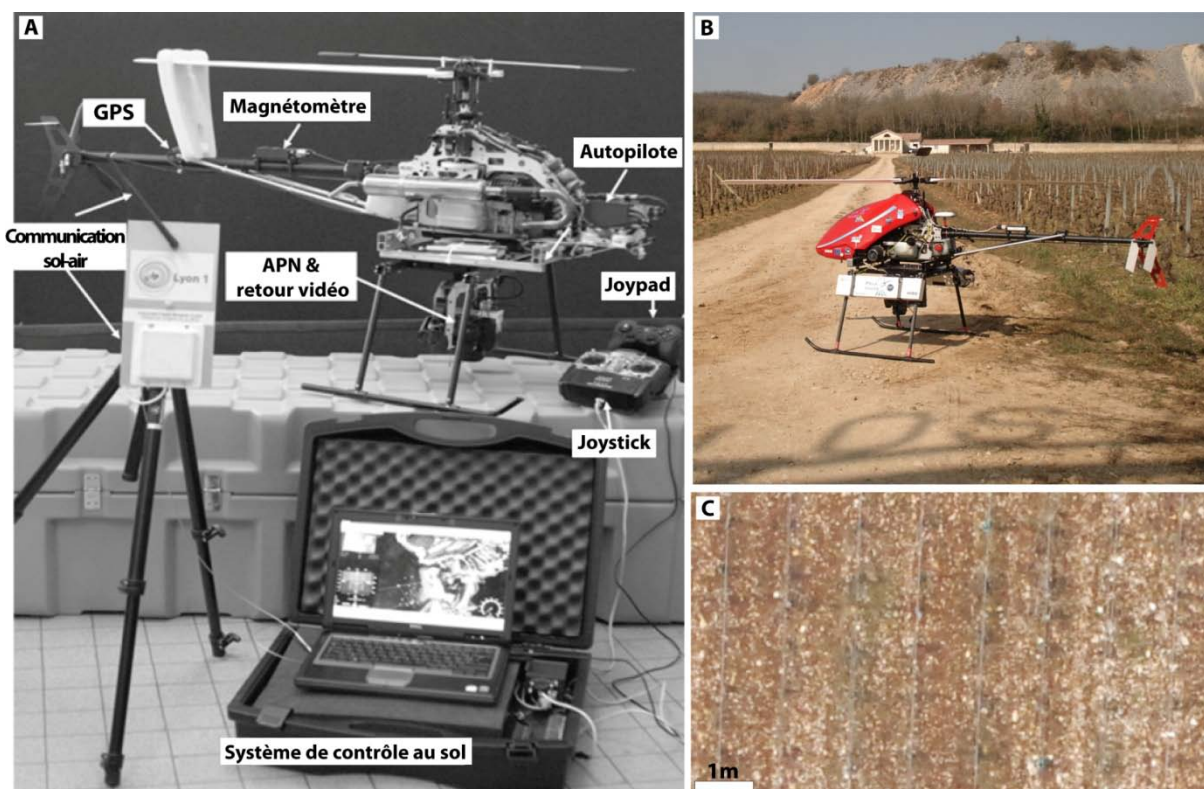 A
GPS
Magnétomètre
Autopilote
Communication
sol-air
Lyon 1
APN &
retour vidéo
Joypad
Joystick
Système de contrôle au sol
B
C
1m